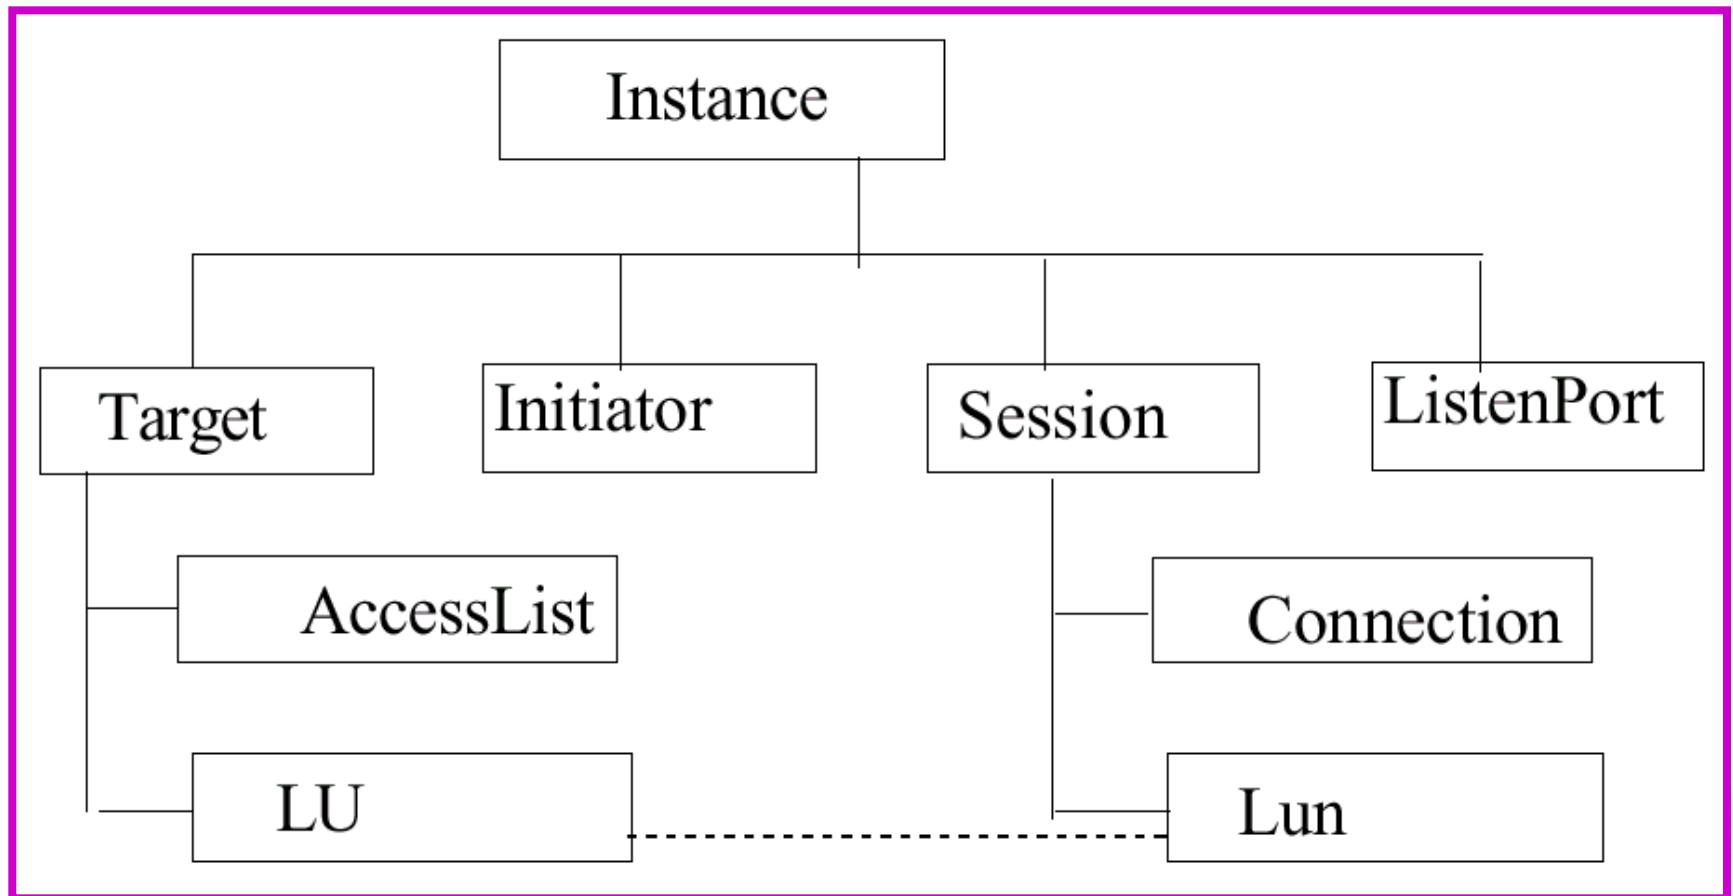 Instance
Target
Initiator
Session
ListenPort
AccessList
Connection
LU
Lun